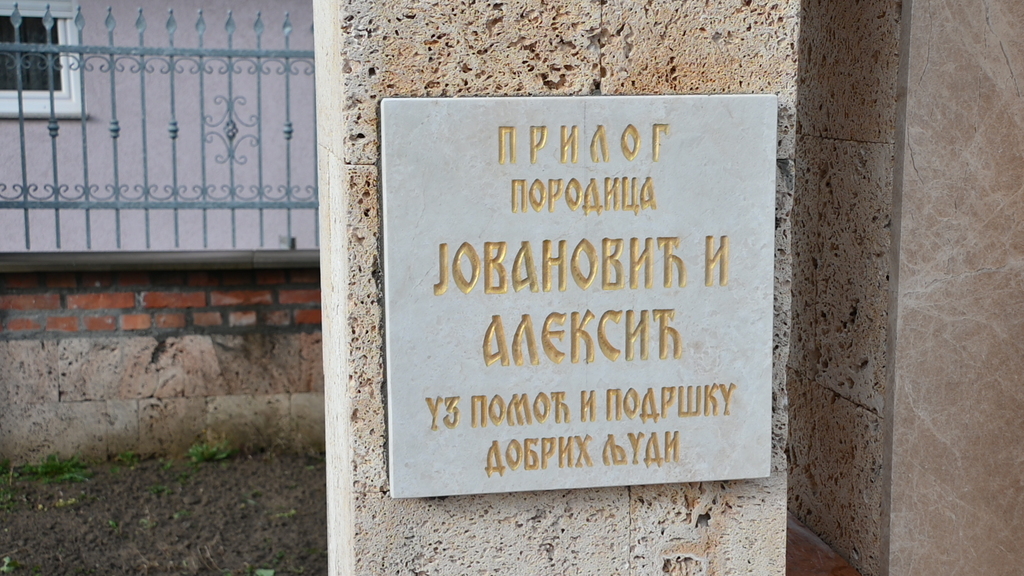 ПРИЛОГ
ПОРОДИЦА
ЈОВАНОВИЋ И
АЛЕКСИЋ
УЗ ПОМОЋ И ПОДРШКУ
ДОБРИХ ЉУДИ